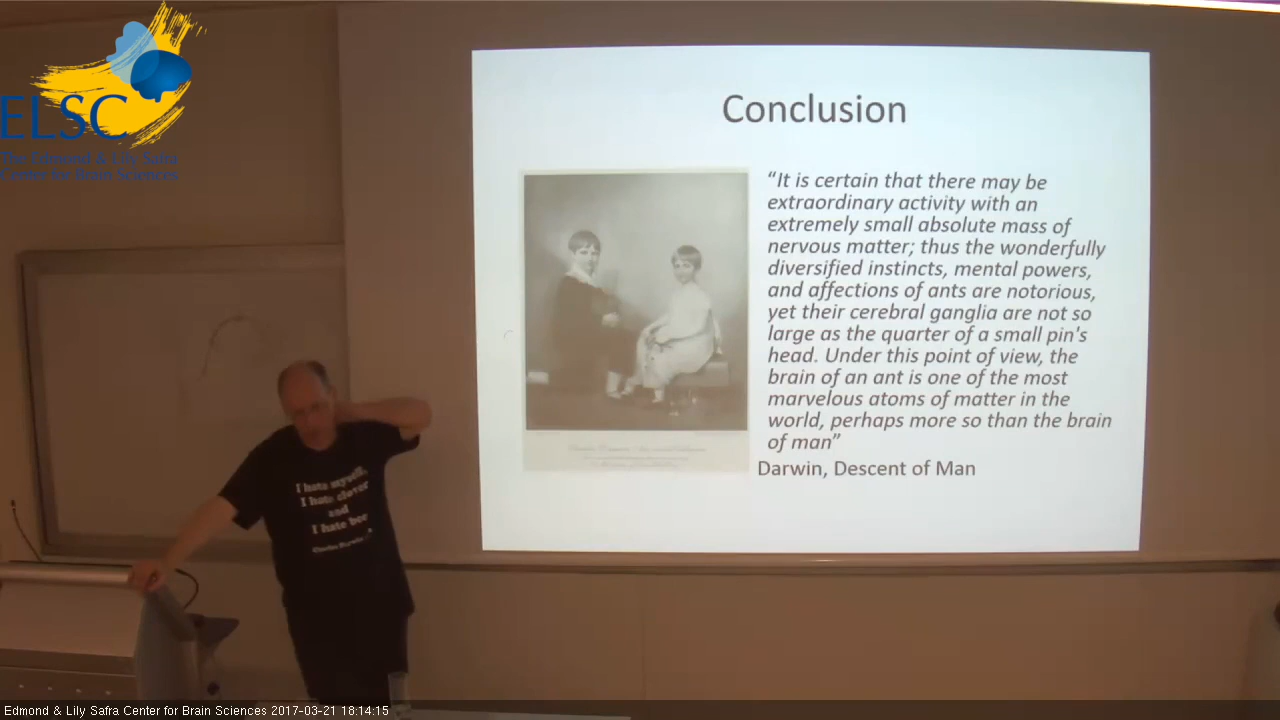 ELSC
The Edmond & Lily Safra
Center for Brain Sciences
Conclusion
“It is certain that there may be
extraordinary activity with an
extremely small absolute mass of
nervous matter; thus the wonderfully
diversified instincts, mental powers,
and affections of ants are notorious,
yet their cerebral ganglia are not so
large as the quarter of a small pin's
head. Under this point of view, the
brain of an ant is one of the most
marvelous atoms of matter in the
world, perhaps more so than the brain
of man”
Darwin, Descent of Man
I hate myself,
I hate clover
and
I hate bee
Charles Darwin
Edmond & Lily Safra Center for Brain Sciences 2017-03-21 18:14:15